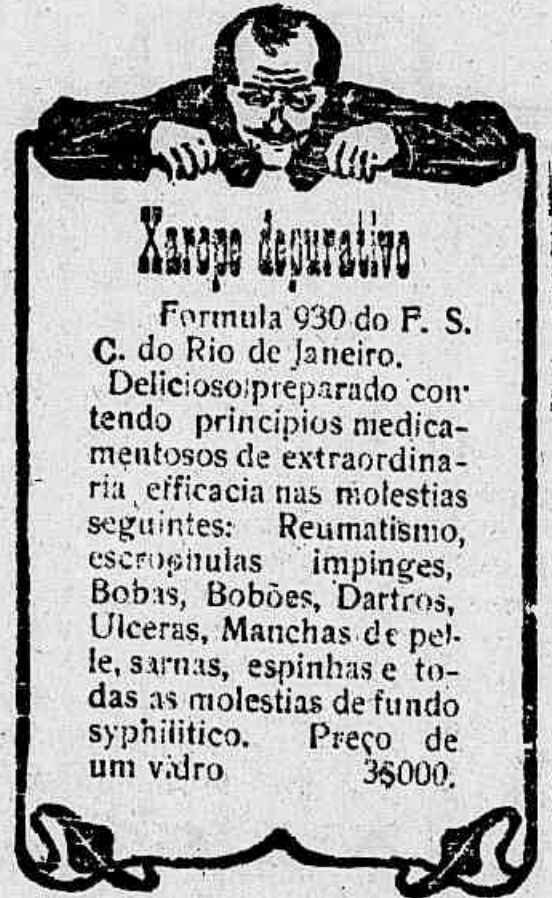 Xarope depurativo
Formula 930 do F. S.
C. do Rio de Janeiro.
Delicioso preparado con-
tendo principios medica-
mentosos de extraordina-
ria efficacia nas molestias
seguintes: Reumatismo,
escrophulas impinges,
Bobas, Bobões, Dartros,
Ulceras, Manchas de pel-
le, sarnas, espinhas e to-
das as molestias de fundo
syphilitico. Preço de
um vidro 3$000.